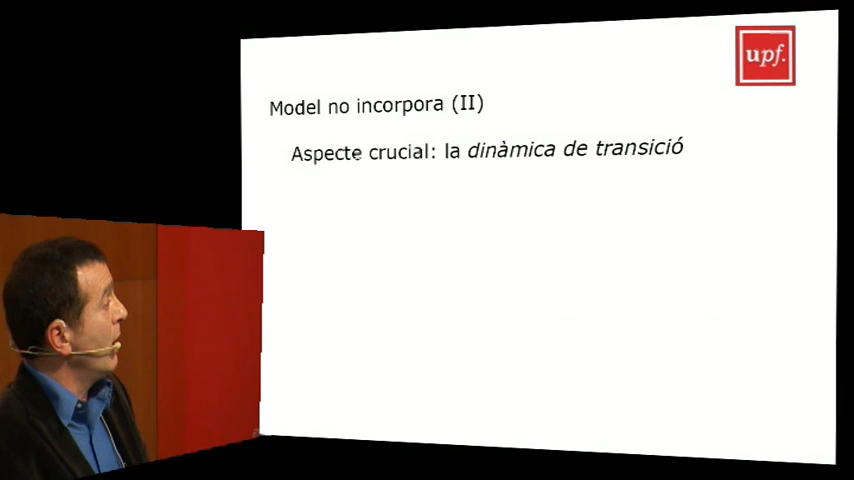 upf.
Model no incorpora (II)
Aspecte crucial: la dinàmica de transició